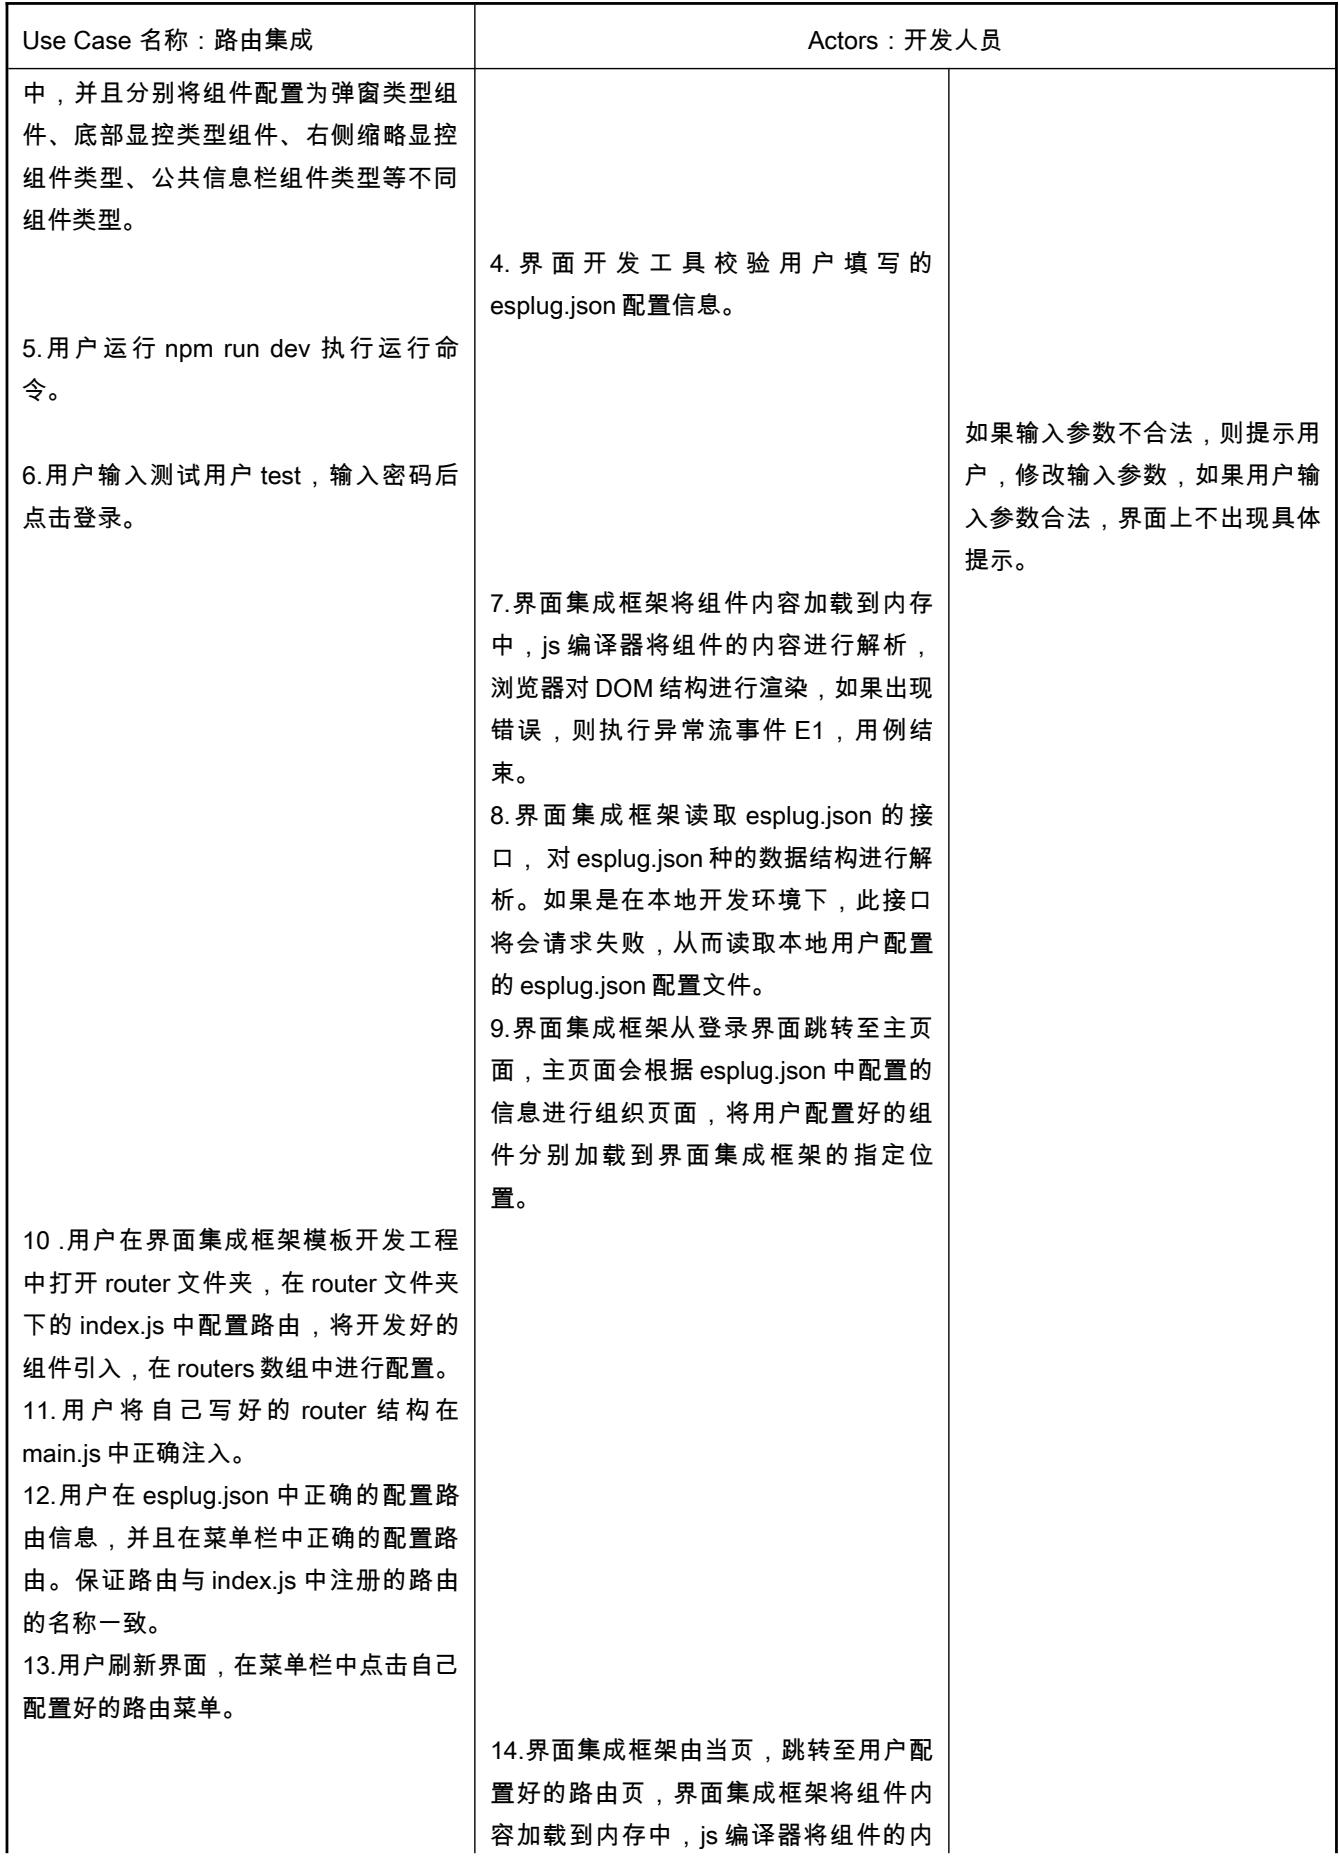 Use Case 名称：路由集成
Actors：开发人员
中，并且分别将组件配置为弹窗类型组
件、底部显控类型组件、右侧缩略显控
组件类型、公共信息栏组件类型等不同
组件类型。
4. 界面开发工具校验用户填写的
esplug.json 配置信息。
5.用户运行 npm run dev 执行运行命
令。
如果输入参数不合法，则提示用
户，修改输入参数，如果用户输
入参数合法，界面上不出现具体
提示。
6.用户输入测试用户 test，输入密码后
点击登录。
7.界面集成框架将组件内容加载到内存
中，js 编译器将组件的内容进行解析，
浏览器对 DOM 结构进行渲染，如果出现
错误，则执行异常流事件 E1，用例结
束。
8.界面集成框架读取 esplug.json 的接
口， 对 esplug.json 种的数据结构进行解
析。如果是在本地开发环境下，此接口
将会请求失败，从而读取本地用户配置
的 esplug.json 配置文件。
9.界面集成框架从登录界面跳转至主页
面，主页面会根据 esplug.json 中配置的
信息进行组织页面，将用户配置好的组
件分别加载到界面集成框架的指定位
置。
10 .用户在界面集成框架模板开发工程
中打开 router 文件夹，在 router 文件夹
下的 index.js 中配置路由，将开发好的
组件引入，在 routers 数组中进行配置。
11.用户将自己写好的 router 结构在
main.js 中正确注入。
12.用户在 esplug.json 中正确的配置路
由信息，并且在菜单栏中正确的配置路
由。保证路由与 index.js 中注册的路由
的名称一致。
13.用户刷新界面，在菜单栏中点击自己
配置好的路由菜单。
14.界面集成框架由当页，跳转至用户配
置好的路由页，界面集成框架将组件内
容加载到内存中，js 编译器将组件的内